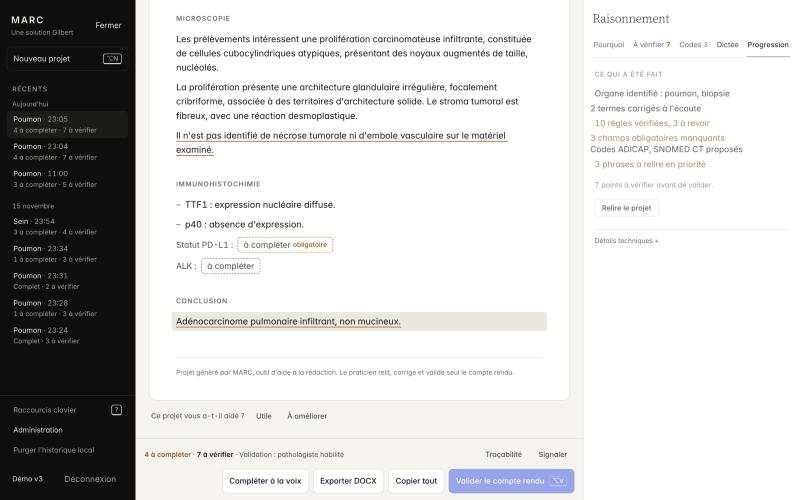 MARC
Une solution Gilbert
Fermer
Nouveau projet ⌥N
RÉCENTS
Aujourd'hui
Poumon · 23:05
4 à compléter · 7 à vérifier
Poumon · 23:04
4 à compléter · 7 à vérifier
Poumon · 11:00
3 à compléter · 5 à vérifier
15 novembre
Sein · 23:54
3 à compléter · 4 à vérifier
Poumon · 23:34
1 à compléter · 3 à vérifier
Poumon · 23:31
Complet · 2 à vérifier
Poumon · 23:28
1 à compléter · 3 à vérifier
Poumon · 23:24
Complet · 3 à vérifier
Raccourcis clavier ?
Administration
Purger l'historique local
Démo v3 Déconnexion
MICROSCOPIE
Les prélèvements intéressent une prolifération carcinomateuse infiltrante, constituée
de cellules cubocylindriques atypiques, présentant des noyaux augmentés de taille,
nucléolés.
La prolifération présente une architecture glandulaire irrégulière, focalement
cribriforme, associée à des territoires d'architecture solide. Le stroma tumoral est
fibreux, avec une réaction desmoplastique.
Il n'est pas identifié de nécrose tumorale ni d'embole vasculaire sur le matériel
examiné.
IMMUNOHISTOCHIMIE
– TTF1 : expression nucléaire diffuse.
– p40 : absence d'expression.
Statut PD-L1 : à compléter obligatoire
ALK : à compléter
CONCLUSION
Adénocarcinome pulmonaire infiltrant, non mucineux.
Projet généré par MARC, outil d'aide à la rédaction. Le praticien relit, corrige et valide seul le compte rendu.
Ce projet vous a-t-il aidé ? Utile À améliorer
4 à compléter · 7 à vérifier · Validation : pathologiste habilité
Traçabilité Signaler
Compléter à la voix Exporter DOCX Copier tout Valider le compte rendu ⌥V
Raisonnement
Pourquoi À vérifier 7 Codes 3 Dictée Progression
CE QUI A ÉTÉ FAIT
Organe identifié : poumon, biopsie
2 termes corrigés à l'écoute
10 règles vérifiées, 3 à revoir
3 champs obligatoires manquants
Codes ADICAP, SNOMED CT proposés
3 phrases à relire en priorité
7 points à vérifier avant de valider.
Relire le projet
Détails techniques +